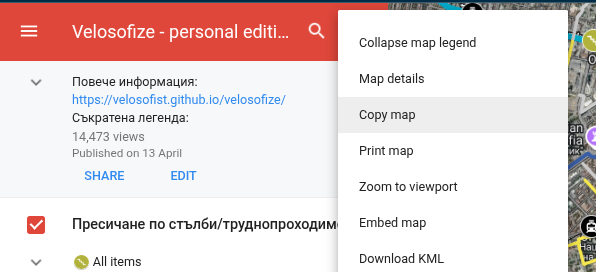 Velosofize - personal editi...
Повече информация:
https://velosofist.github.io/velosofize/
Съкратена легенда:
14,473 views
Published on 13 April
SHARE EDIT
Пресичане по стълби/труднопроходим
All items
Collapse map legend
Map details
Copy map
Print map
Zoom to viewport
Embed map
Download KML